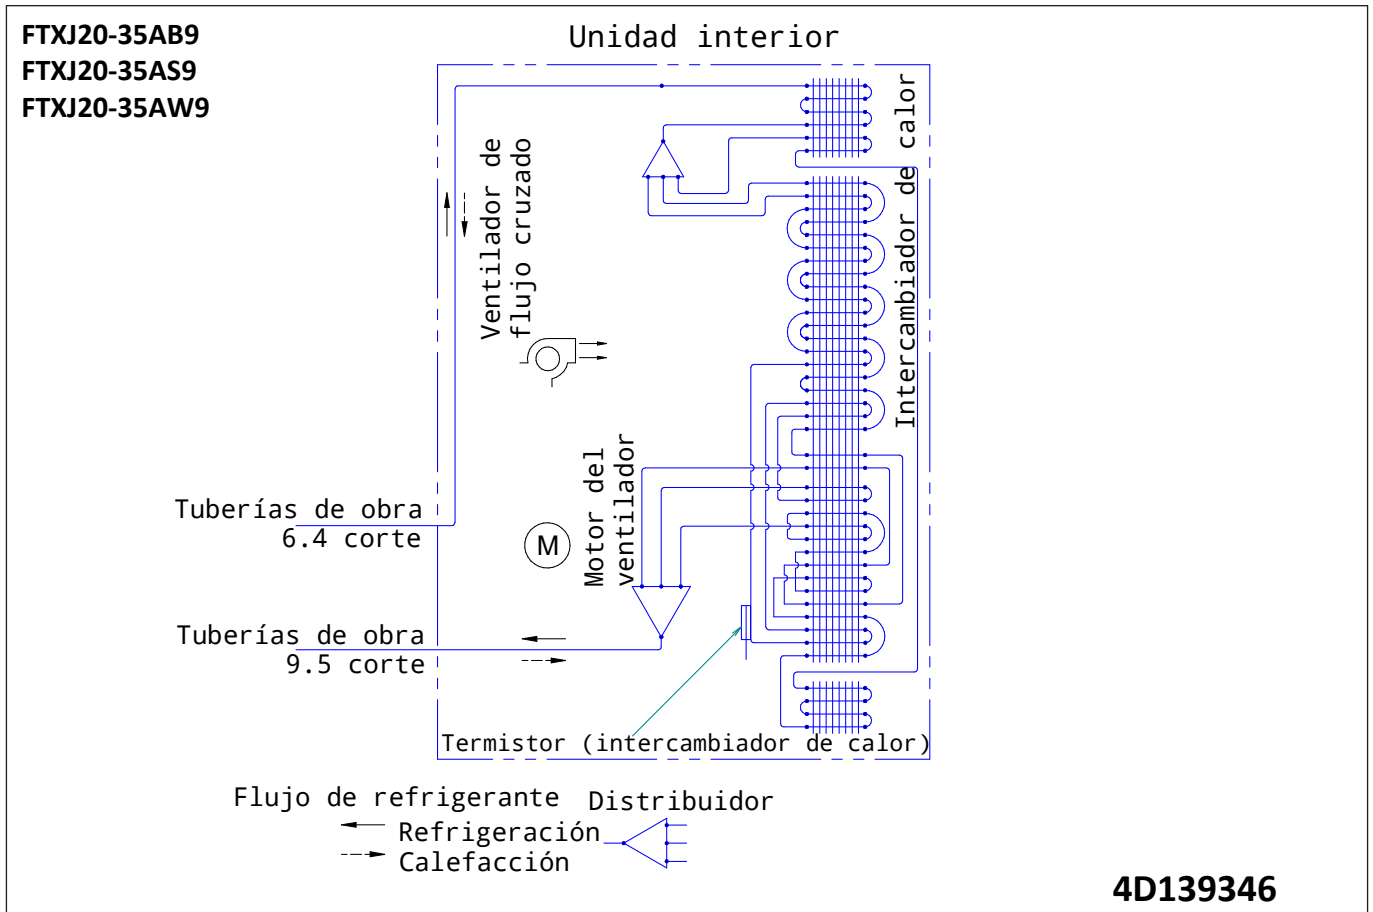 FTXJ20-35AB9
FTXJ20-35AS9
FTXJ20-35AW9
Unidad interior
Ventilador de
flujo cruzado
Intercambiador de calor
Motor del
ventilador
M
Tuberías de obra
6.4 corte
Tuberías de obra
9.5 corte
Termistor (intercambiador de calor)
Flujo de refrigerante
Refrigeración
Calefacción
Distribuidor
4D139346